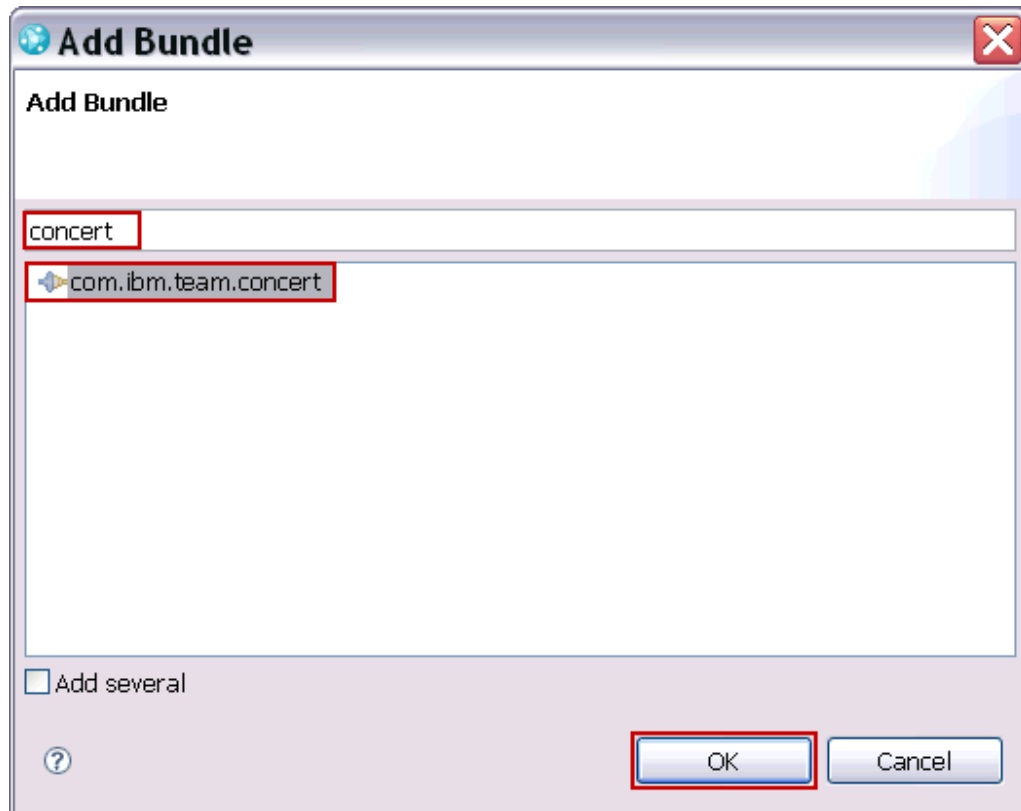 Add Bundle
Add Bundle
concert
com.ibm.team.concert
Add several
?
OK
Cancel